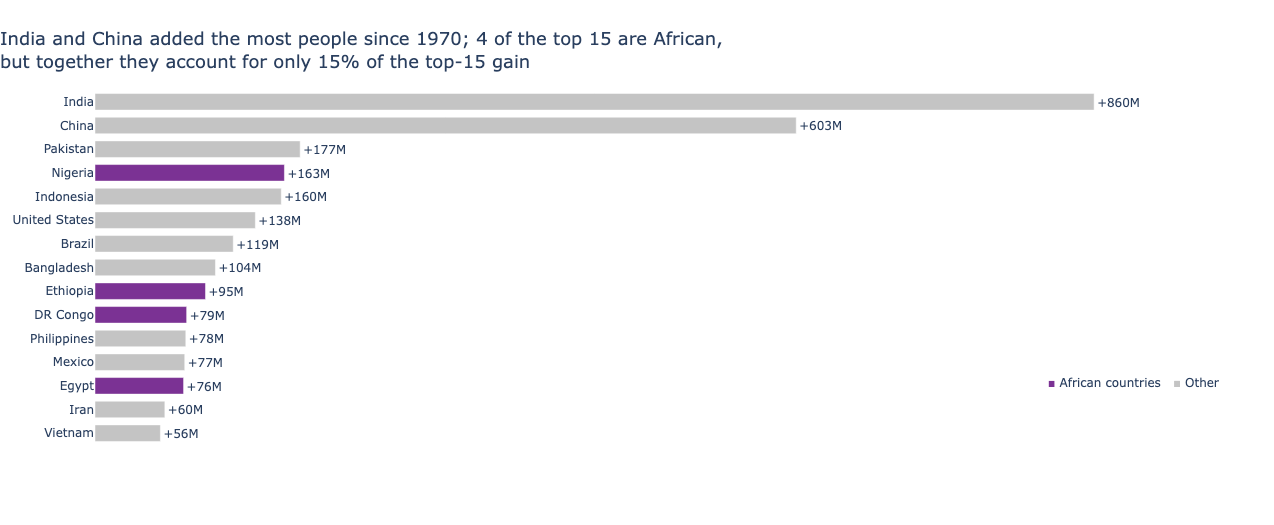 India and China added the most people since 1970; 4 of the top 15 are African,
but together they account for only 15% of the top-15 gain
India +860M
China +603M
Pakistan +177M
Nigeria +163M
Indonesia +160M
United States +138M
Brazil +119M
Bangladesh +104M
Ethiopia +95M
DR Congo +79M
Philippines +78M
Mexico +77M
Egypt +76M
Iran +60M
Vietnam +56M
African countries Other